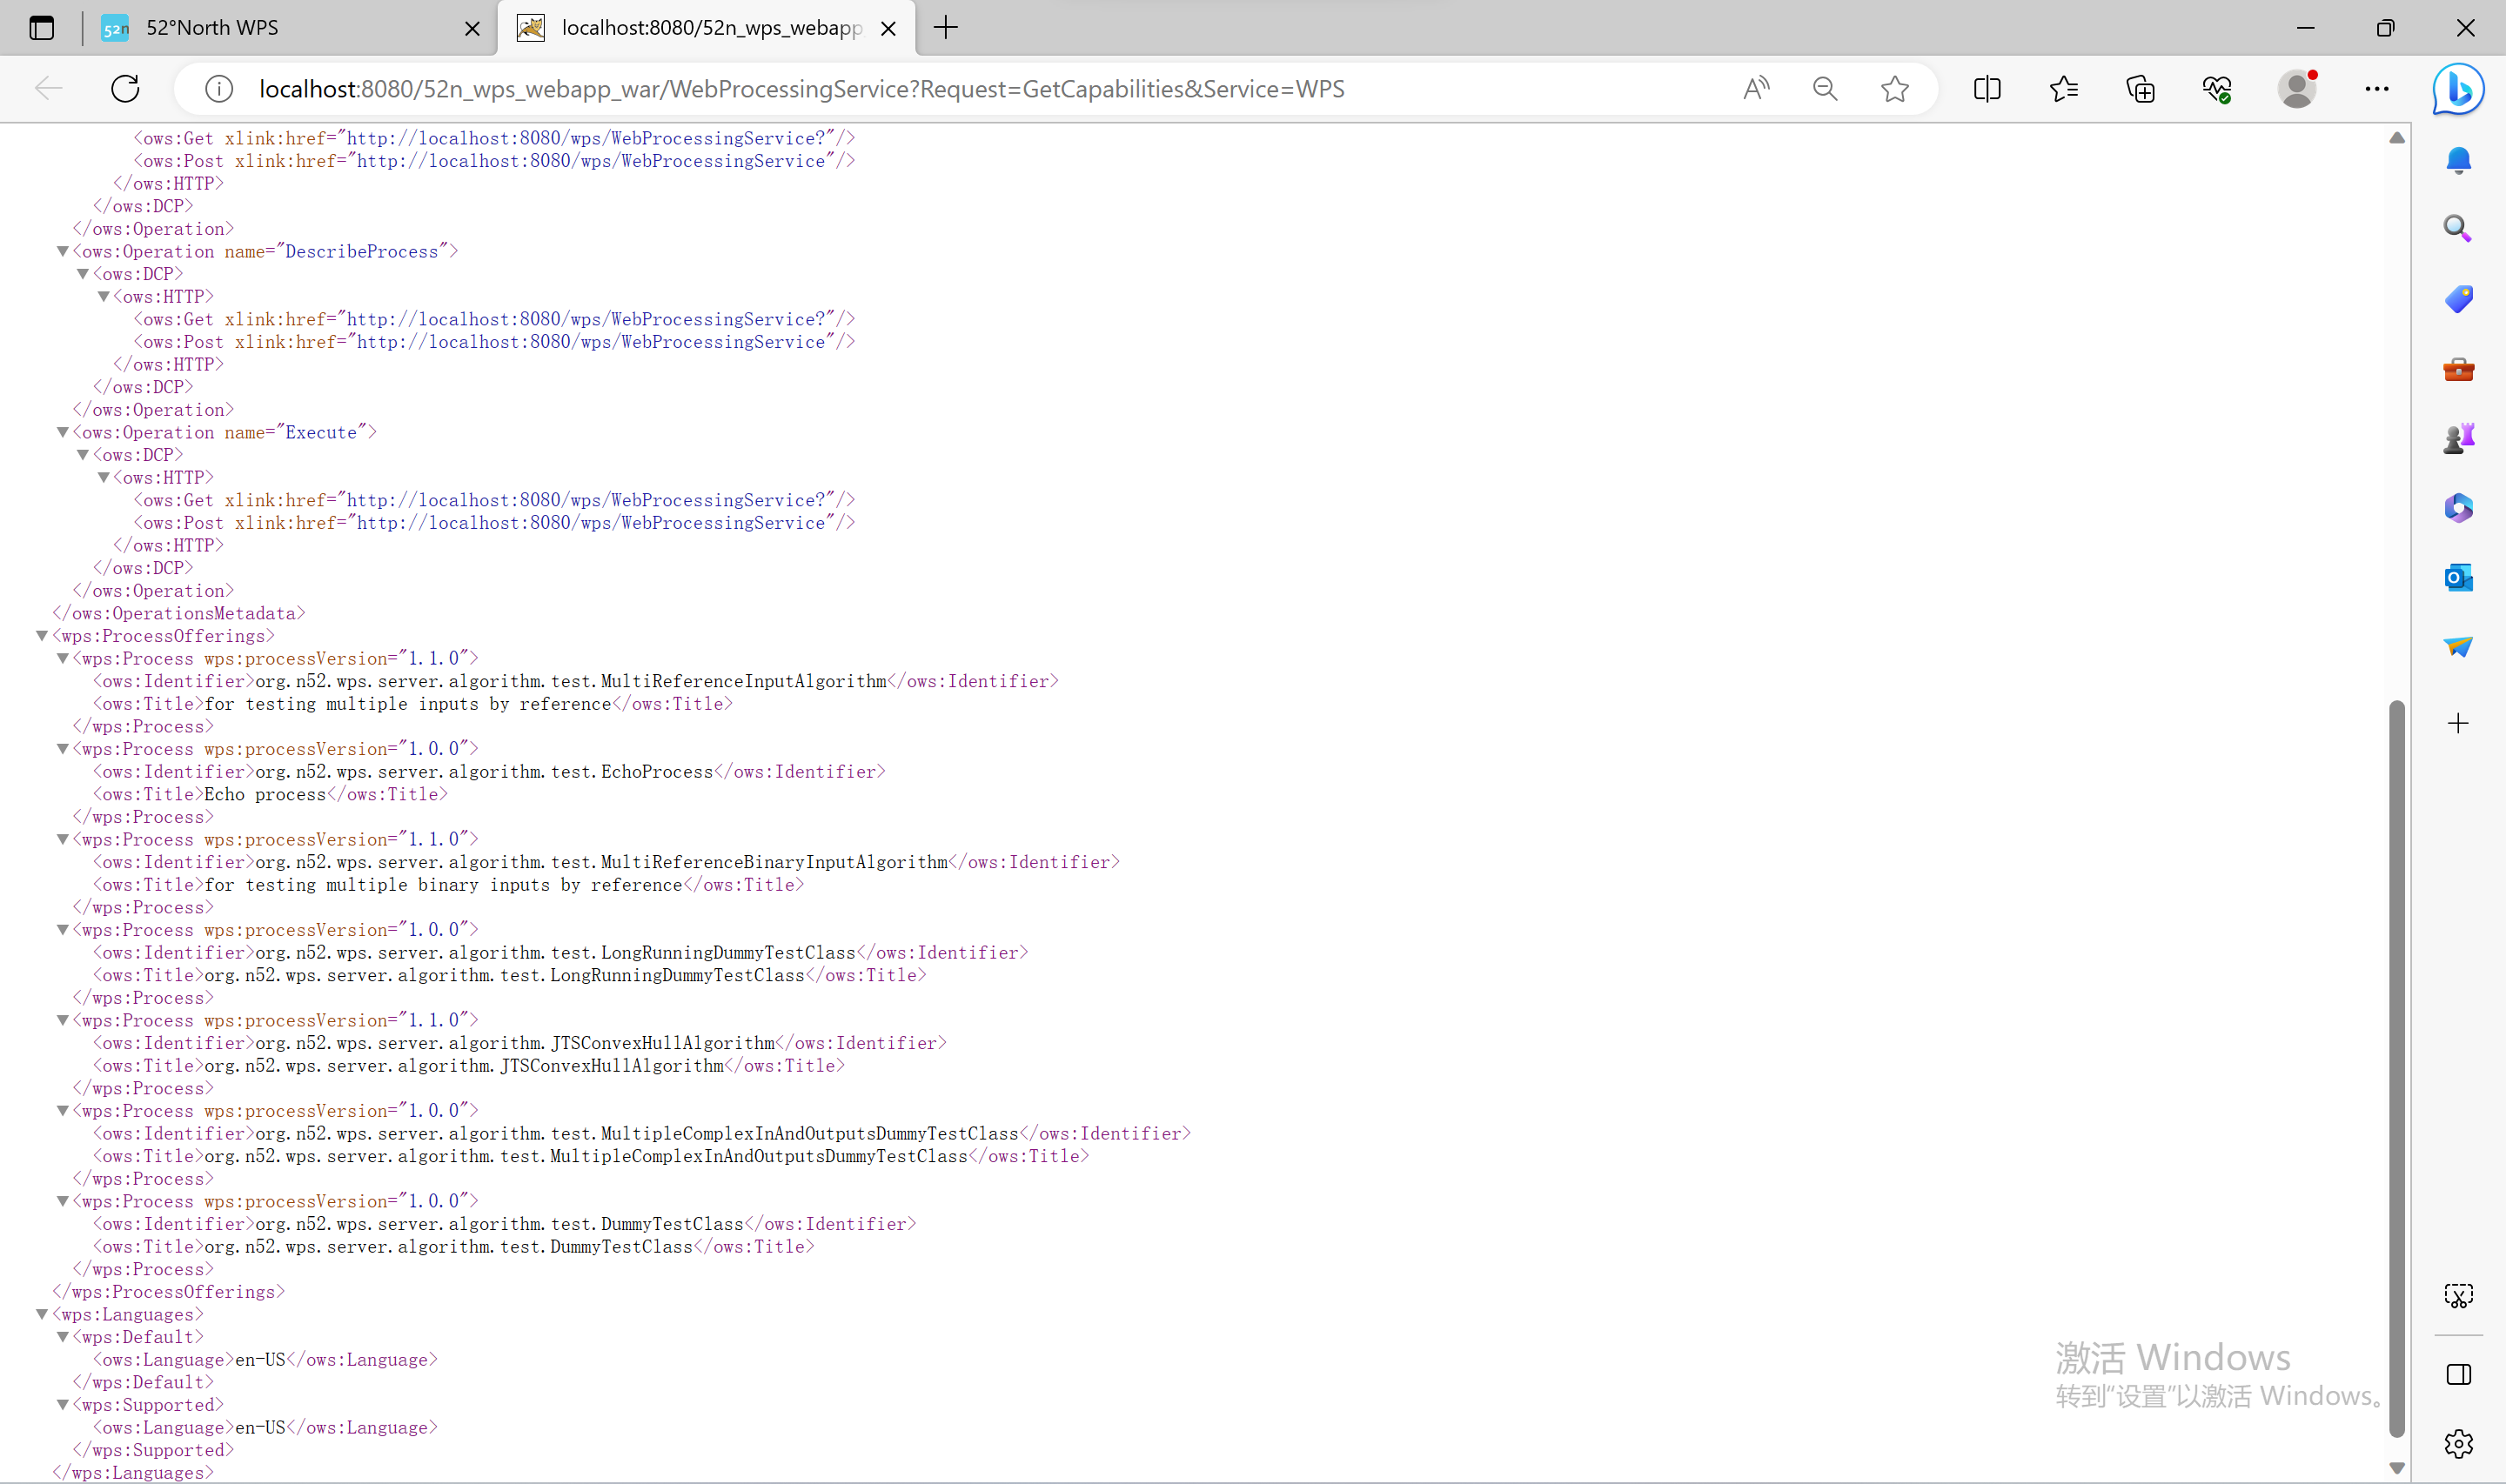 52n 52°North WPS
localhost:8080/52n_wps_webapp
localhost:8080/52n_wps_webapp_war/WebProcessingService?Request=GetCapabilities&Service=WPS
<ows:Get xlink:href="http://localhost:8080/wps/WebProcessingService?"/>
<ows:Post xlink:href="http://localhost:8080/wps/WebProcessingService"/>
</ows:HTTP>
</ows:DCP>
</ows:Operation>
▼<ows:Operation name="DescribeProcess">
▼<ows:DCP>
▼<ows:HTTP>
<ows:Get xlink:href="http://localhost:8080/wps/WebProcessingService?"/>
<ows:Post xlink:href="http://localhost:8080/wps/WebProcessingService"/>
</ows:HTTP>
</ows:DCP>
</ows:Operation>
▼<ows:Operation name="Execute">
▼<ows:DCP>
▼<ows:HTTP>
<ows:Get xlink:href="http://localhost:8080/wps/WebProcessingService?"/>
<ows:Post xlink:href="http://localhost:8080/wps/WebProcessingService"/>
</ows:HTTP>
</ows:DCP>
</ows:Operation>
</ows:OperationsMetadata>
▼<wps:ProcessOfferings>
▼<wps:Process wps:processVersion="1.1.0">
<ows:Identifier>org.n52.wps.server.algorithm.test.MultiReferenceInputAlgorithm</ows:Identifier>
<ows:Title>for testing multiple inputs by reference</ows:Title>
</wps:Process>
▼<wps:Process wps:processVersion="1.0.0">
<ows:Identifier>org.n52.wps.server.algorithm.test.EchoProcess</ows:Identifier>
<ows:Title>Echo process</ows:Title>
</wps:Process>
▼<wps:Process wps:processVersion="1.1.0">
<ows:Identifier>org.n52.wps.server.algorithm.test.MultiReferenceBinaryInputAlgorithm</ows:Identifier>
<ows:Title>for testing multiple binary inputs by reference</ows:Title>
</wps:Process>
▼<wps:Process wps:processVersion="1.0.0">
<ows:Identifier>org.n52.wps.server.algorithm.test.LongRunningDummyTestClass</ows:Identifier>
<ows:Title>org.n52.wps.server.algorithm.test.LongRunningDummyTestClass</ows:Title>
</wps:Process>
▼<wps:Process wps:processVersion="1.1.0">
<ows:Identifier>org.n52.wps.server.algorithm.JTSConvexHullAlgorithm</ows:Identifier>
<ows:Title>org.n52.wps.server.algorithm.JTSConvexHullAlgorithm</ows:Title>
</wps:Process>
▼<wps:Process wps:processVersion="1.0.0">
<ows:Identifier>org.n52.wps.server.algorithm.test.MultipleComplexInAndOutputsDummyTestClass</ows:Identifier>
<ows:Title>org.n52.wps.server.algorithm.test.MultipleComplexInAndOutputsDummyTestClass</ows:Title>
</wps:Process>
▼<wps:Process wps:processVersion="1.0.0">
<ows:Identifier>org.n52.wps.server.algorithm.test.DummyTestClass</ows:Identifier>
<ows:Title>org.n52.wps.server.algorithm.test.DummyTestClass</ows:Title>
</wps:Process>
</wps:ProcessOfferings>
▼<wps:Languages>
▼<wps:Default>
<ows:Language>en-US</ows:Language>
</wps:Default>
▼<wps:Supported>
<ows:Language>en-US</ows:Language>
</wps:Supported>
</wps:Languages>
激活 Windows
转到"设置"以激活 Windows。